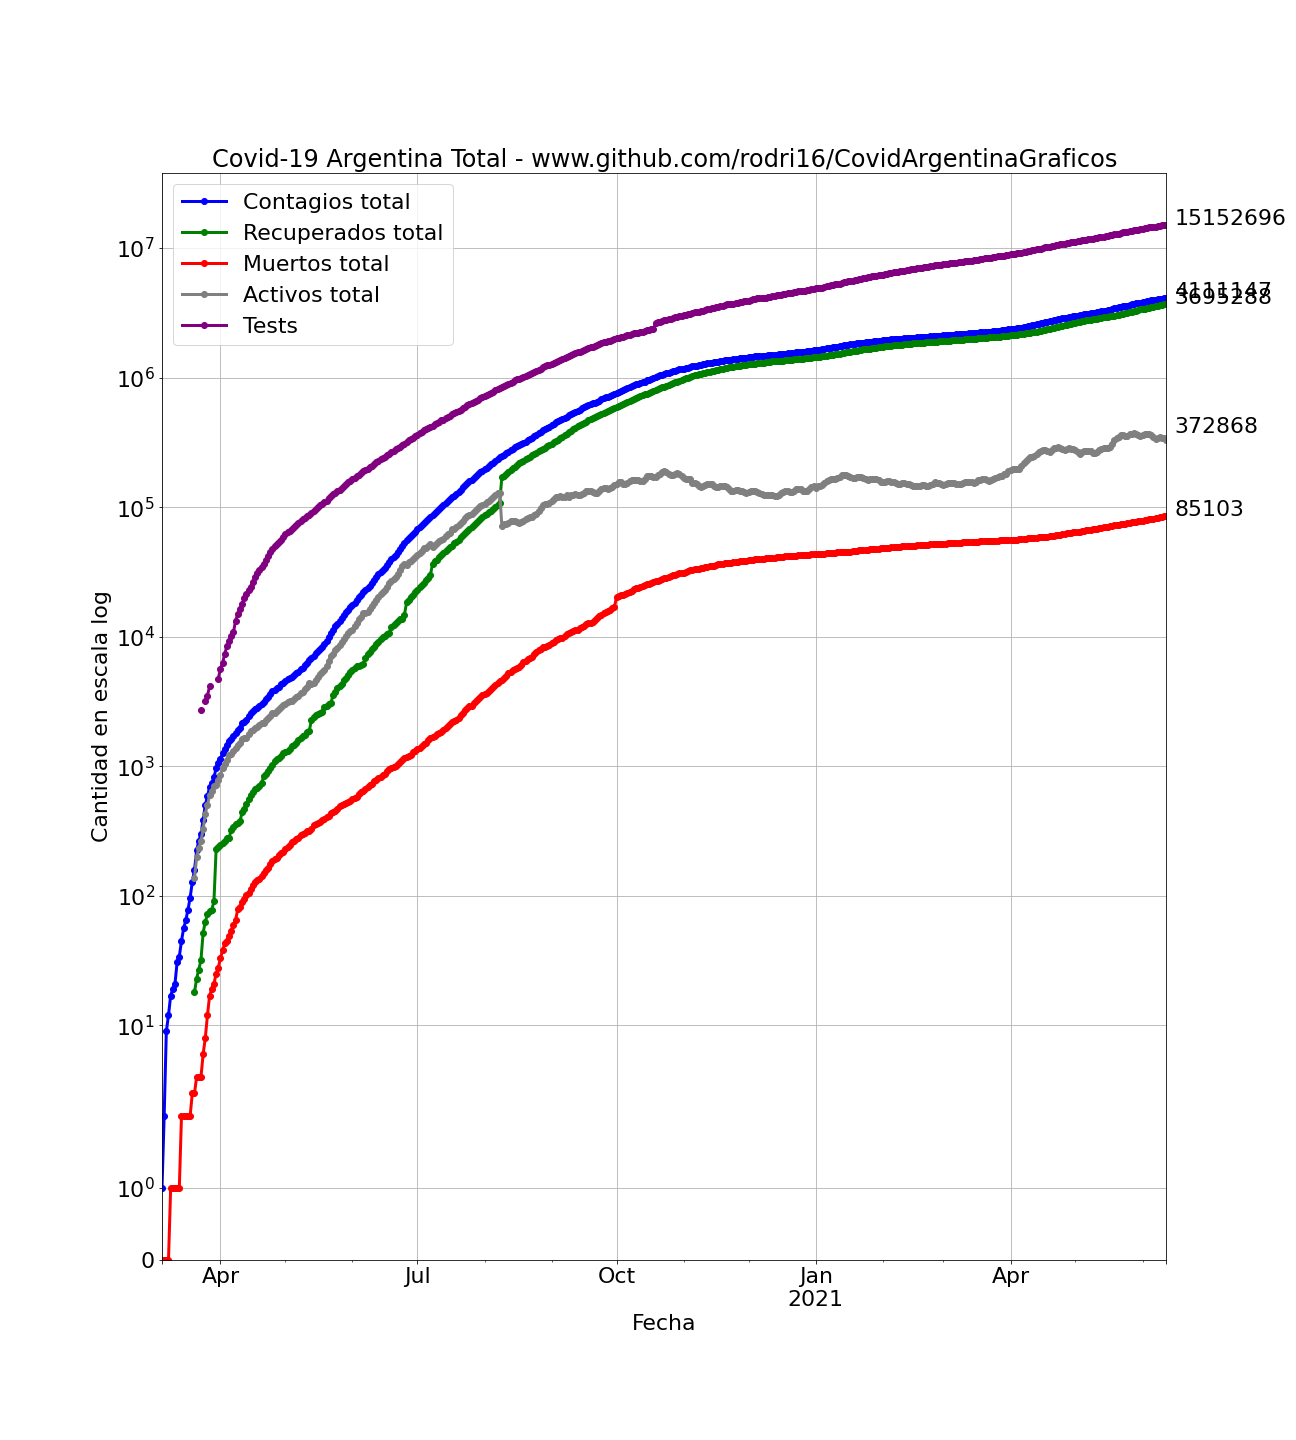 Covid-19 Argentina Total - www.github.com/rodri16/CovidArgentinaGraficos
Contagios total
Recuperados total
Muertos total
Activos total
Tests
15152696
4111147
3695288
372868
85103
10^7
10^6
10^5
10^4
10^3
10^2
10^1
10^0
0
Cantidad en escala log
Apr
Jul
Oct
Jan
2021
Apr
Fecha